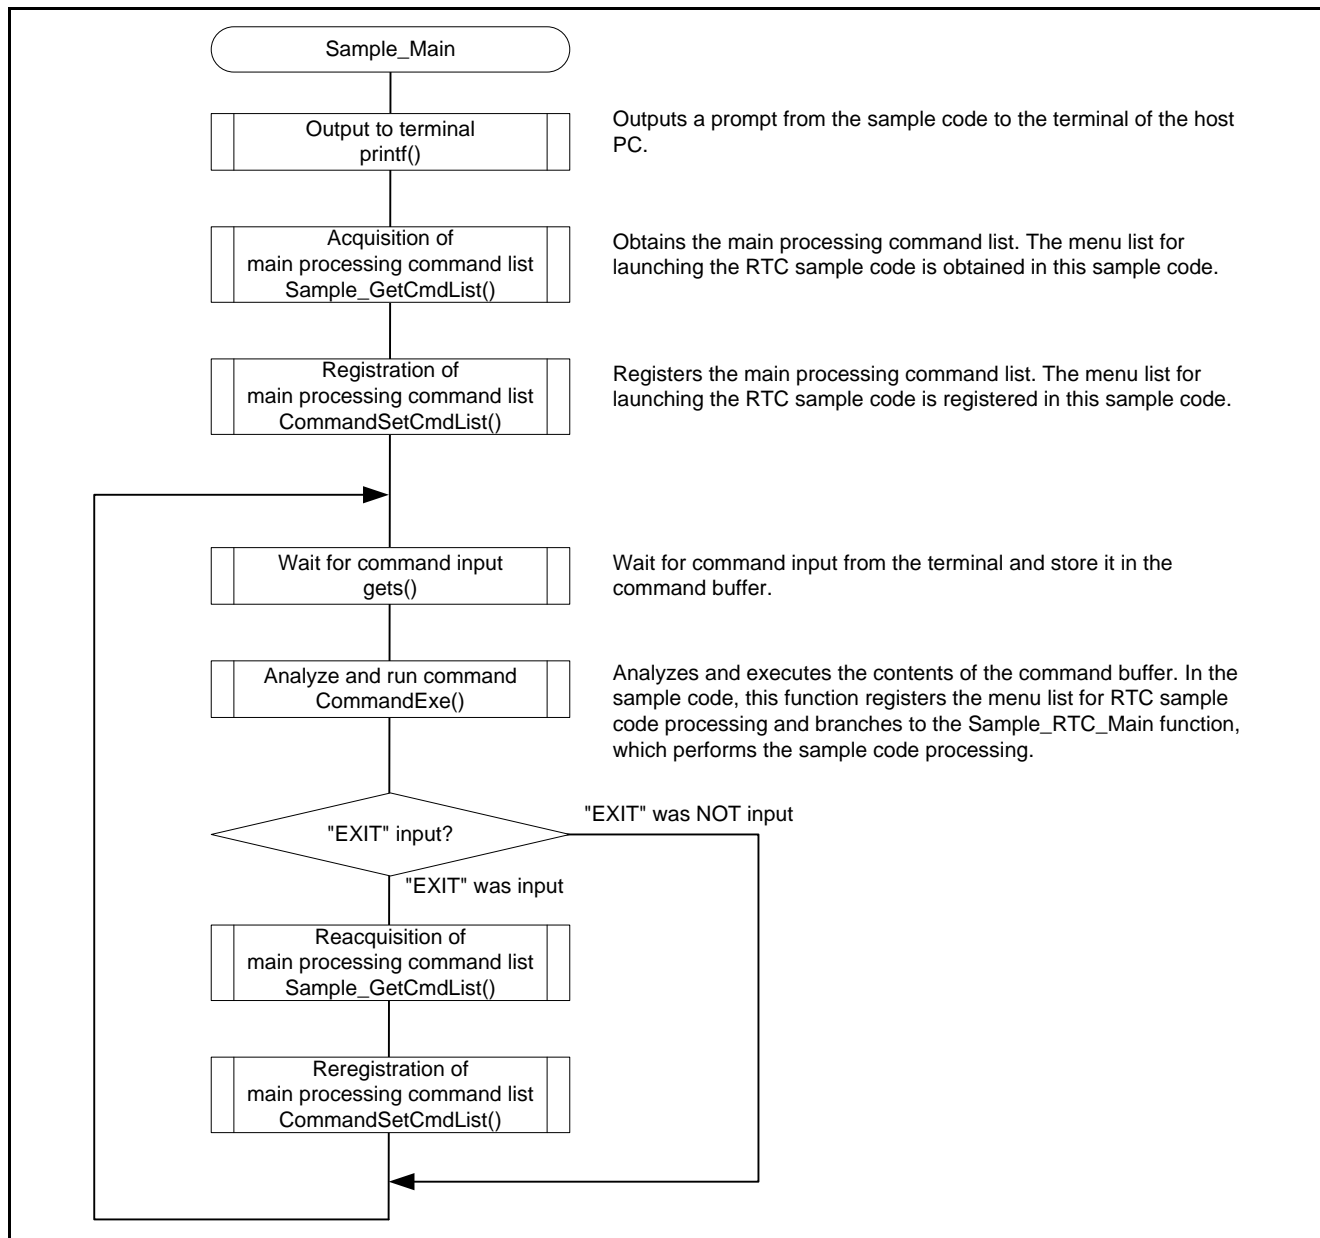 Sample_Main
Output to terminal
printf()
Outputs a prompt from the sample code to the terminal of the host
PC.
Acquisition of
main processing command list
Sample_GetCmdList()
Obtains the main processing command list. The menu list for
launching the RTC sample code is obtained in this sample code.
Registration of
main processing command list
CommandSetCmdList()
Registers the main processing command list. The menu list for
launching the RTC sample code is registered in this sample code.
Wait for command input
gets()
Wait for command input from the terminal and store it in the
command buffer.
Analyze and run command
CommandExe()
Analyzes and executes the contents of the command buffer. In the
sample code, this function registers the menu list for RTC sample
code processing and branches to the Sample_RTC_Main function,
which performs the sample code processing.
"EXIT" input?
"EXIT" was NOT input
"EXIT" was input
Reacquisition of
main processing command list
Sample_GetCmdList()
Reregistration of
main processing command list
CommandSetCmdList()